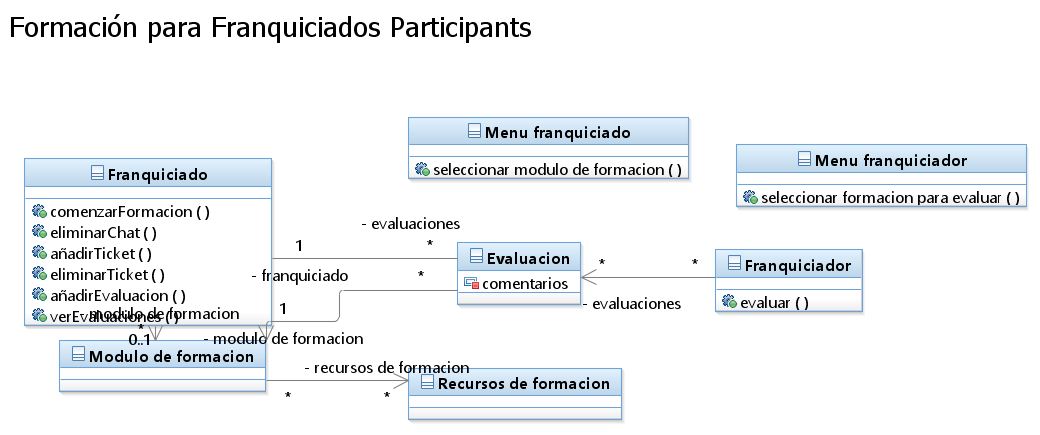 Formación para Franquiciados Participants
Menu franquiciado
seleccionar modulo de formacion ( )
Menu franquiciador
seleccionar formacion para evaluar ( )
Franquiciado
comenzarFormacion ( )
eliminarChat ( )
añadirTicket ( )
eliminarTicket ( )
añadirEvaluacion ( )
verEvaluaciones ( )
- evaluaciones
1
*
Evaluacion
comentarios
- franquiciado
*
1
*
*
- evaluaciones
Franquiciador
evaluar ( )
- modulo de formacion
*
0..1
- modulo de formacion
Modulo de formacion
- recursos de formacion
*
*
Recursos de formacion